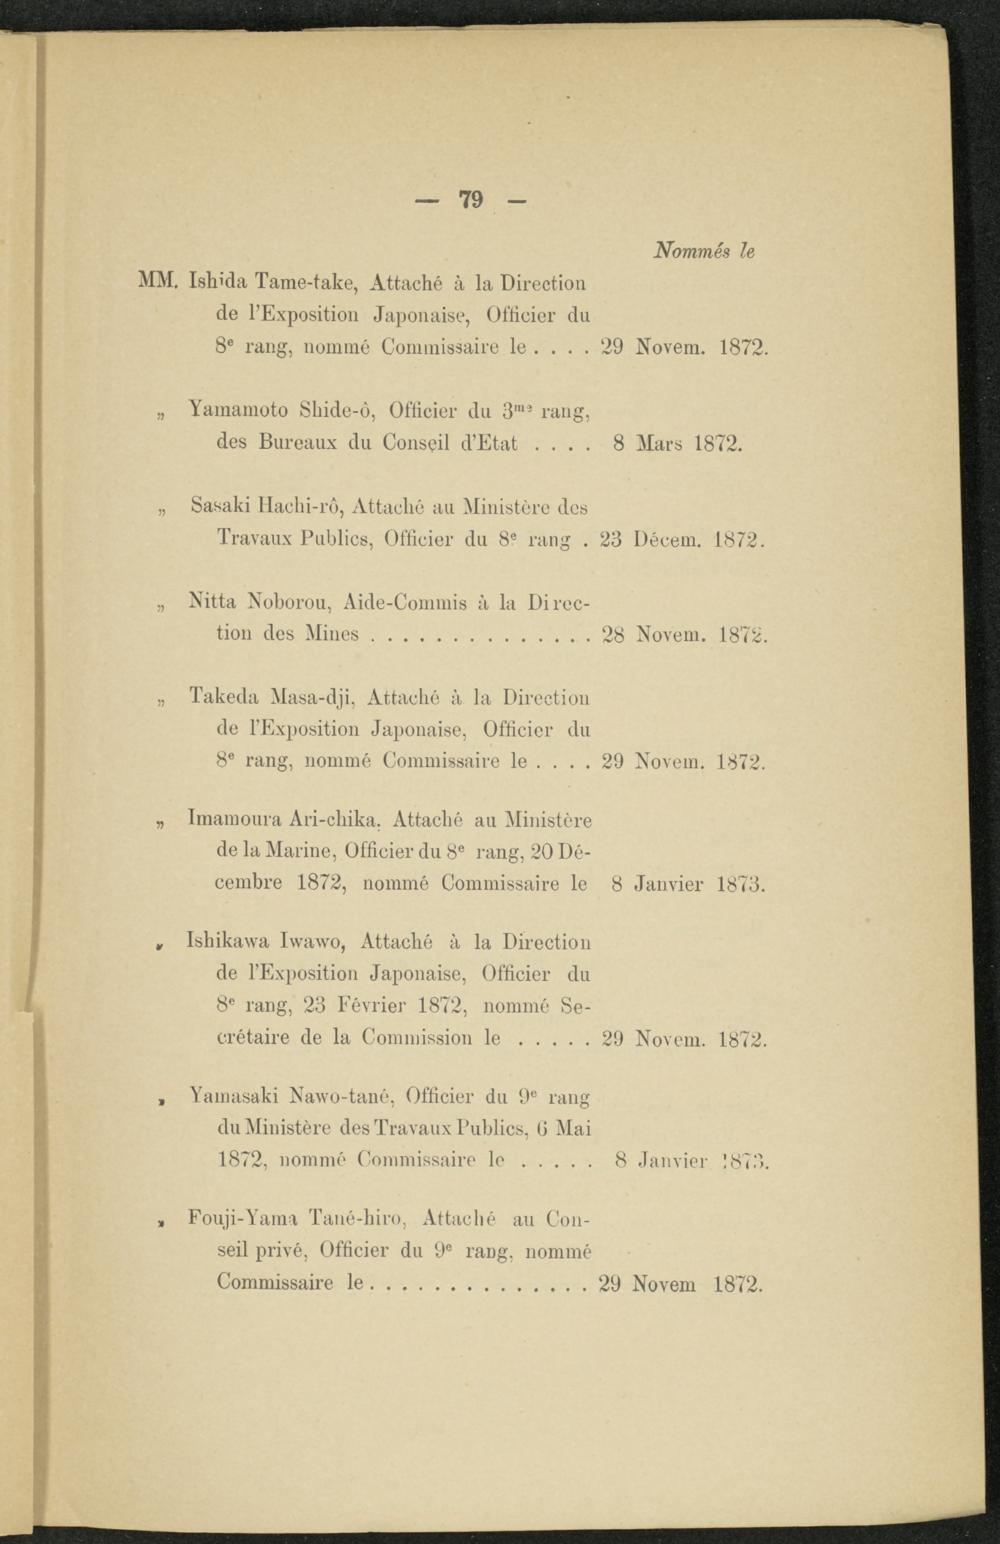 — 79 —
Nommés le
MM. Ishida Tame-take, Attaché à la Direction
de l'Exposition Japonaise, Officier du
8e rang, nommé Commissaire le . . . . 29 Novem. 1872.
„ Yamamoto Shide-ô, Officier du 3me rang,
des Bureaux du Conseil d'Etat . . . . 8 Mars 1872.
„ Sasaki Hachi-rô, Attaché au Ministère des
Travaux Publics, Officier du 8e rang . 23 Décem. 1872.
„ Nitta Noborou, Aide-Commis à la Direc-
tion des Mines . . . . . . . . . . . . . . 28 Novem. 1872.
„ Takeda Masa-dji, Attaché à la Direction
de l'Exposition Japonaise, Officier du
8e rang, nommé Commissaire le . . . . 29 Novem. 1872.
„ Imamoura Ari-chika, Attaché au Ministère
de la Marine, Officier du 8e rang, 20 Dé-
cembre 1872, nommé Commissaire le 8 Janvier 1873.
„ Ishikawa Iwawo, Attaché à la Direction
de l'Exposition Japonaise, Officier du
8e rang, 23 Février 1872, nommé Se-
crétaire de la Commission le . . . . . 29 Novem. 1872.
„ Yamasaki Nawo-tané, Officier du 9e rang
du Ministère des Travaux Publics, 6 Mai
1872, nommé Commissaire le . . . . . 8 Janvier 1873.
„ Fouji-Yama Tané-hiro, Attaché au Con-
seil privé, Officier du 9e rang, nommé
Commissaire le . . . . . . . . . . . . . . 29 Novem 1872.